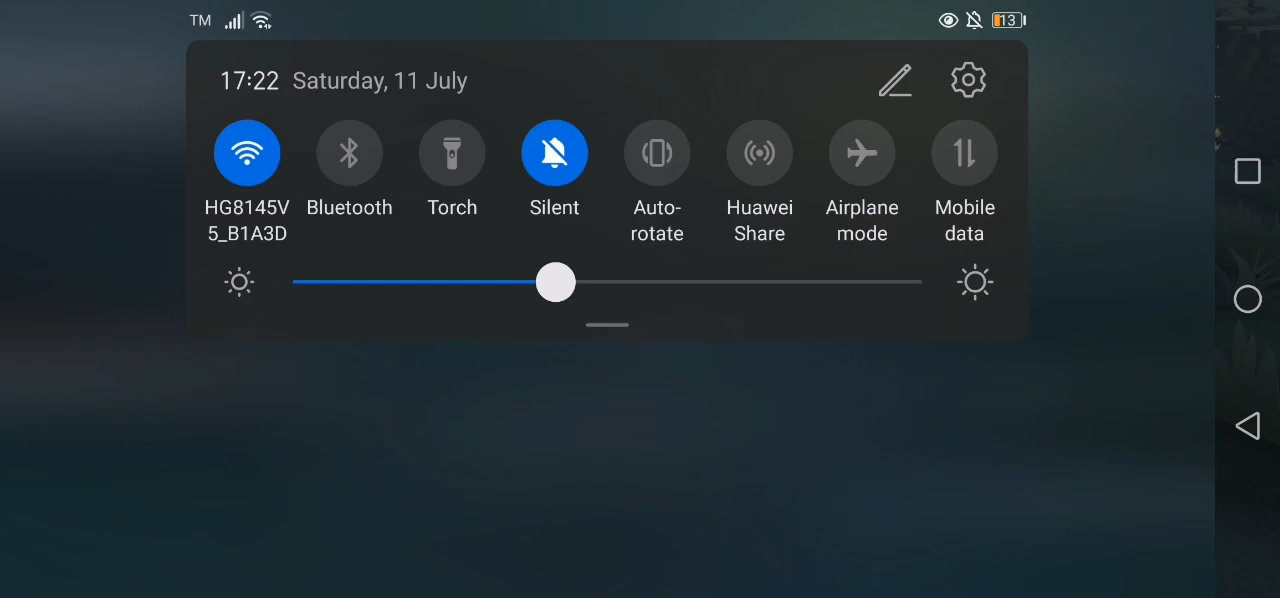 TM
13
17:22 Saturday, 11 July
HG8145V
5_B1A3D
Bluetooth
Torch
Silent
Auto-
rotate
Huawei
Share
Airplane
mode
Mobile
data